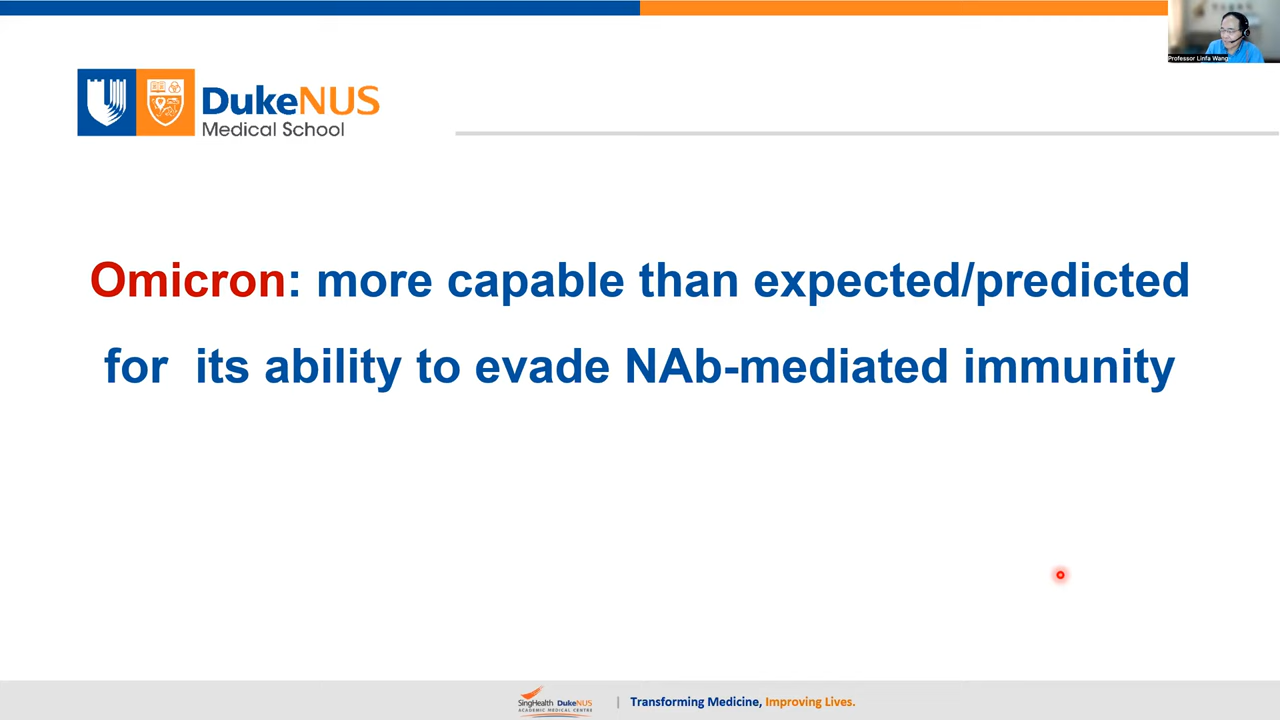 Professor Linfa Wang
DukeNUS
Medical School
Omicron: more capable than expected/predicted
for its ability to evade NAb-mediated immunity
SingHealth DukeNUS
ACADEMIC MEDICAL CENTRE
| Transforming Medicine, Improving Lives.